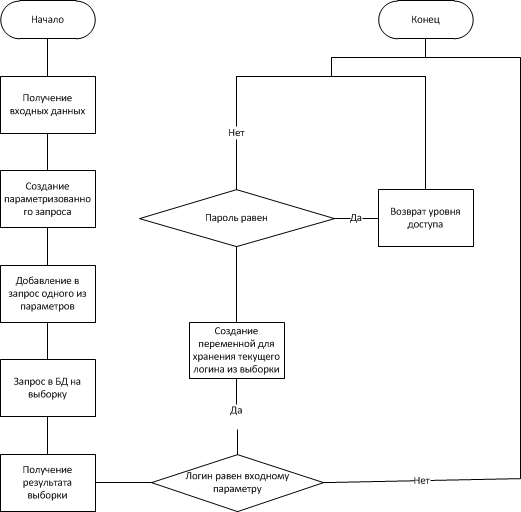 Начало
Получение
входных данных
Создание
параметризованно
го запроса
Добавление в
запрос одного из
параметров
Запрос в БД на
выборку
Получение
результата
выборки
Логин равен входному
параметру
Да
Нет
Создание
переменной для
хранения текущего
логина из выборки
Пароль равен
Да
Нет
Возврат уровня
доступа
Конец